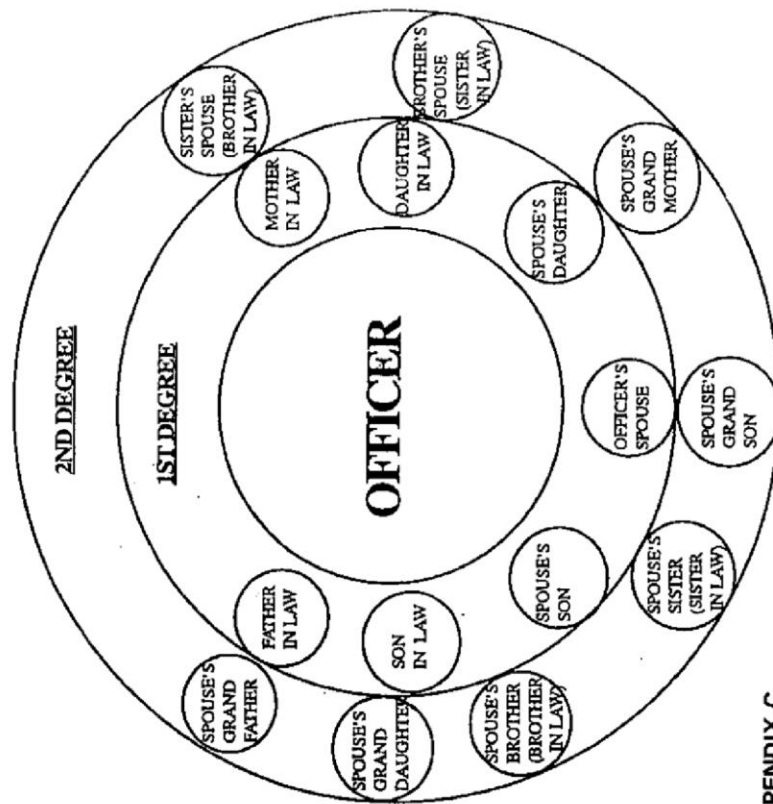 2ND DEGREE
1ST DEGREE
SISTER'S
SPOUSE
(BROTHER
IN LAW)
MOTHER
IN LAW
BROTHER'S
SPOUSE
(SISTER
IN LAW)
DAUGHTER
IN LAW
SPOUSE'S
GRAND
MOTHER
SPOUSE'S
DAUGHTER
OFFICER
OFFICER'S
SPOUSE
SPOUSE'S
GRAND
SON
SPOUSE'S
SON
SPOUSE'S
SISTER
(SISTER
IN LAW)
FATHER
IN LAW
SON
IN LAW
SPOUSE'S
GRAND
FATHER
SPOUSE'S
GRAND
DAUGHTER
SPOUSE'S
BROTHER
(BROTHER
IN LAW)
PENDIX C